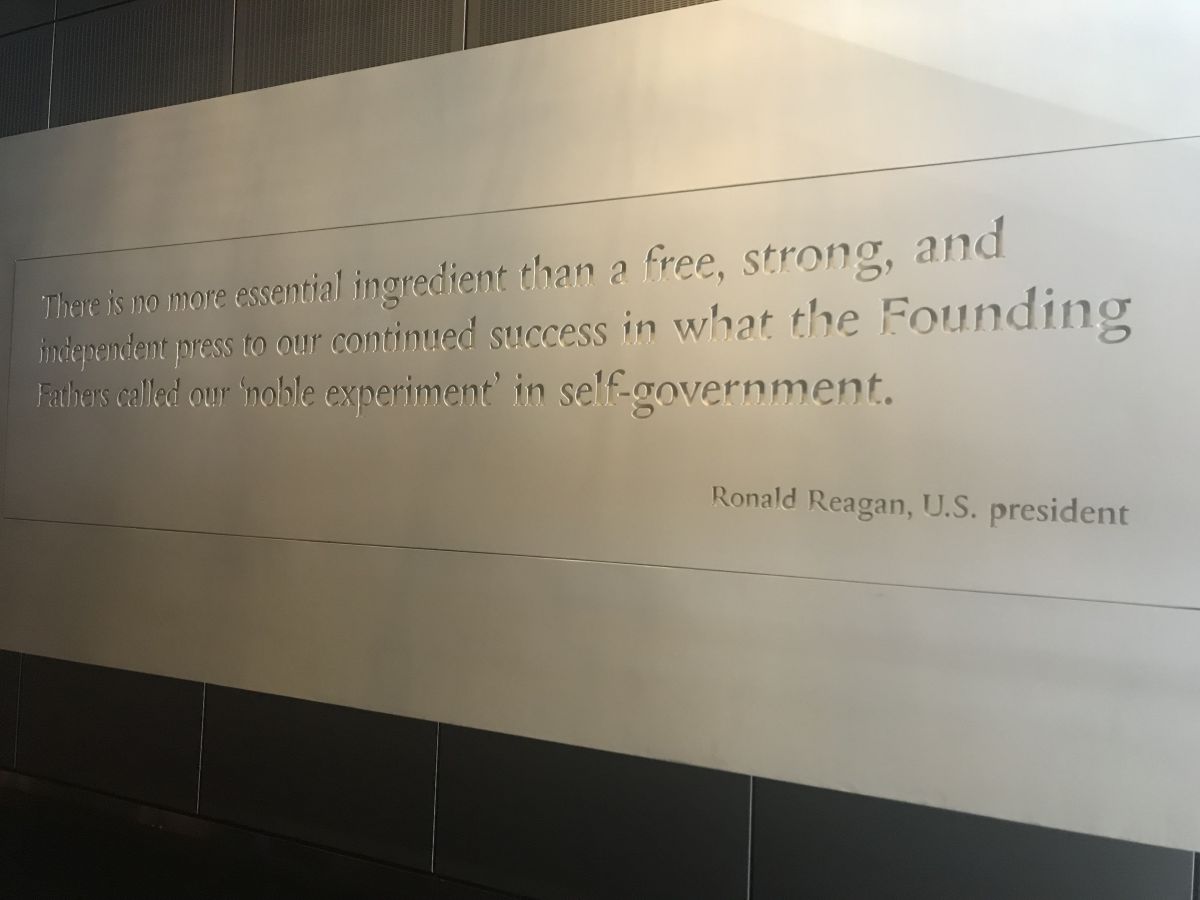 There is no more essential ingredient than a free, strong, and
independent press to our continued success in what the Founding
Fathers called our ‘noble experiment’ in self-government.
Ronald Reagan, U.S. president